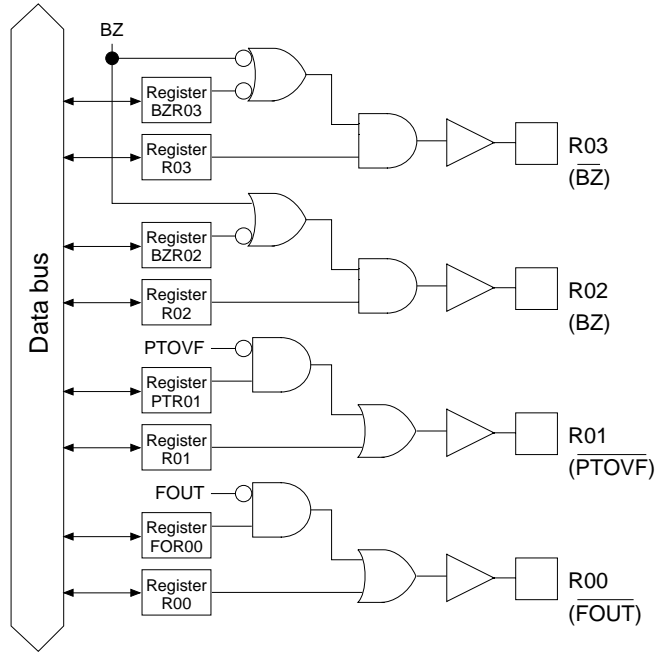 BZ
Register
BZR03
Register
R03
R03
(BZ)
Register
BZR02
Register
R02
R02
(BZ)
Data bus
PTOVF
Register
PTR01
Register
R01
R01
(PTOVF)
FOUT
Register
FOR00
Register
R00
R00
(FOUT)